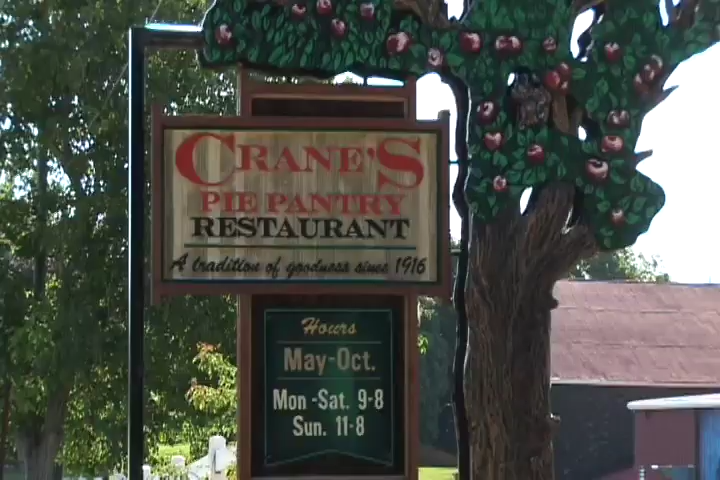 CRANE'S
PIE PANTRY
RESTAURANT
A tradition of goodness since 1916
Hours
May-Oct.
Mon-Sat. 9-8
Sun. 11-8